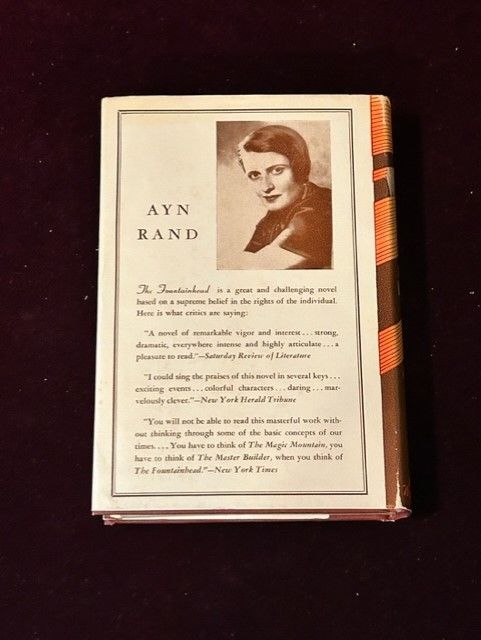 AYN
RAND
The Fountainhead is a great and challenging novel
based on a supreme belief in the rights of the individual.
Here is what critics are saying:
"A novel of remarkable vigor and interest...strong,
dramatic, everywhere intense and highly articulate...a
pleasure to read."—Saturday Review of Literature
"I could sing the praises of this novel in several keys...
exciting events...colorful characters...daring...mar-
velously clever."—New York Herald Tribune
"You will not be able to read this masterful work with-
out thinking through some of the basic concepts of our
times....You have to think of The Magic Mountain, you
have to think of The Master Builder, when you think of
The Fountainhead."—New York Times